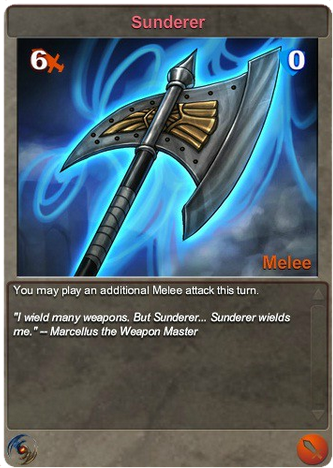 Sunderer
6
0
Melee
You may play an additional Melee attack this turn.
"I wield many weapons. But Sunderer... Sunderer wields
me." -- Marcellus the Weapon Master